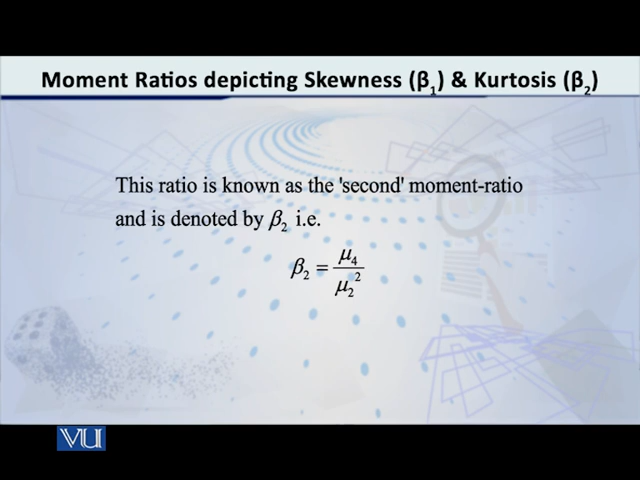 Moment Ratios depicting Skewness (β₁) & Kurtosis (β₂)
This ratio is known as the 'second' moment-ratio
and is denoted by β₂ i.e.
β₂ = μ₄ / μ₂²
VU